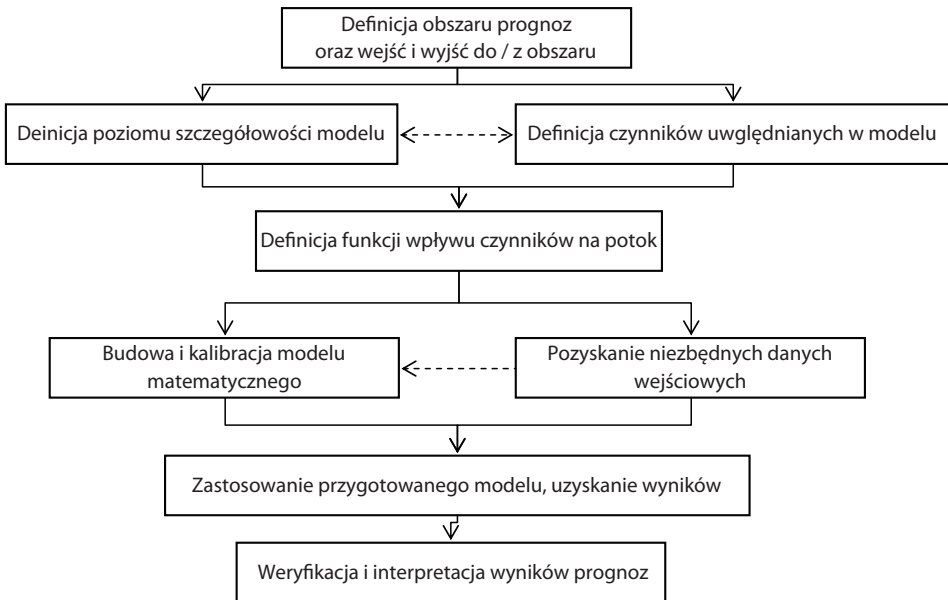 Definicja obszaru prognoz
oraz wejść i wyjść do / z obszaru
Deinicja poziomu szczegółowości modelu
Definicja czynników uwględnianych w modelu
Definicja funkcji wpływu czynników na potok
Budowa i kalibracja modelu
matematycznego
Pozyskanie niezbędnych danych
wejściowych
Zastosowanie przygotowanego modelu, uzyskanie wyników
Weryfikacja i interpretacja wyników prognoz